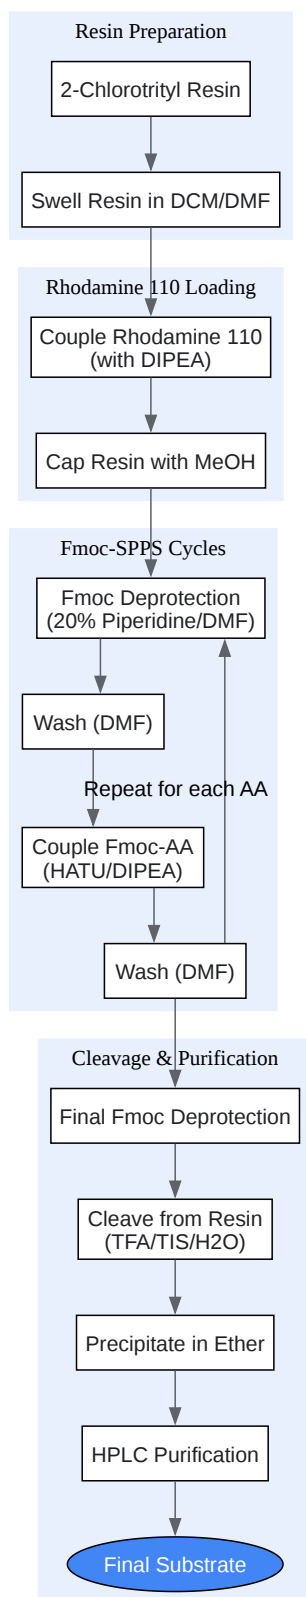 Resin Preparation
2-Chlorotrityl Resin
Swell Resin in DCM/DMF
Rhodamine 110 Loading
Couple Rhodamine 110
(with DIPEA)
Cap Resin with MeOH
Fmoc-SPPS Cycles
Fmoc Deprotection
(20% Piperidine/DMF)
Wash (DMF)
Repeat for each AA
Couple Fmoc-AA
(HATU/DIPEA)
Wash (DMF)
Cleavage & Purification
Final Fmoc Deprotection
Cleave from Resin
(TFA/TIS/H2O)
Precipitate in Ether
HPLC Purification
Final Substrate